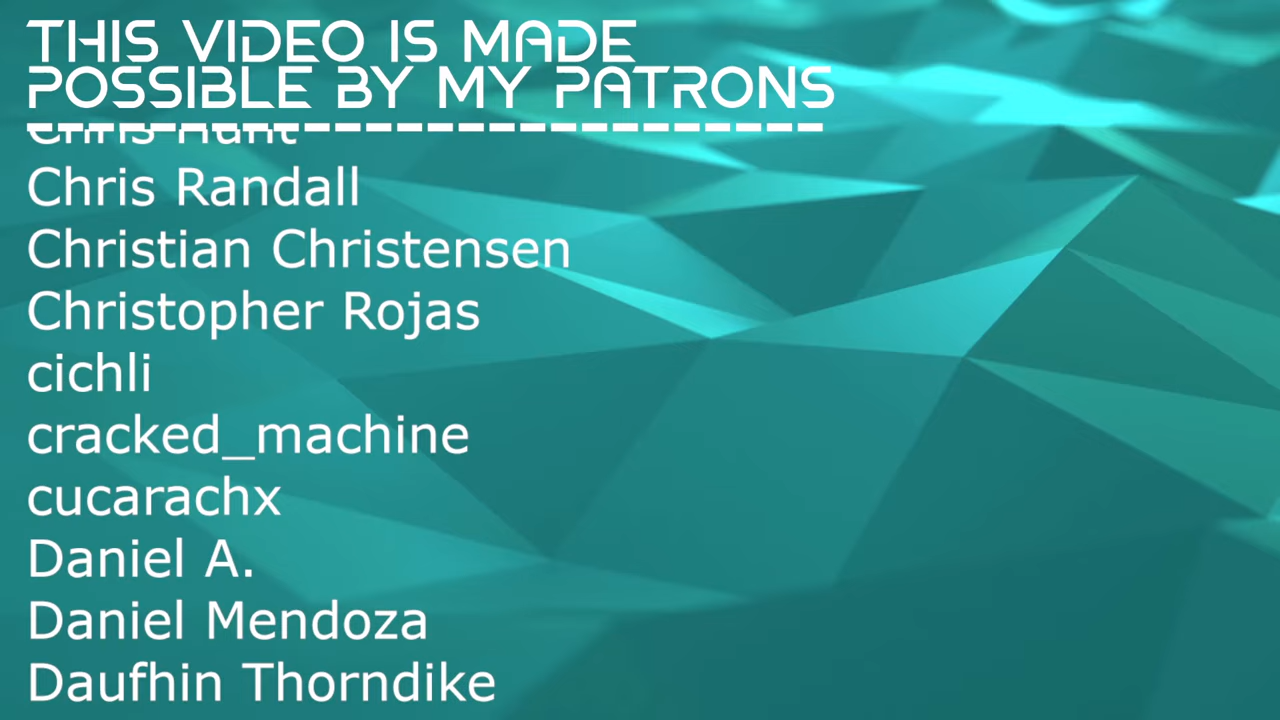 THIS VIDEO IS MADE
POSSIBLE BY MY PATRONS
--------------------------
Chris Randall
Christian Christensen
Christopher Rojas
cichli
cracked_machine
cucarachx
Daniel A.
Daniel Mendoza
Daufhin Thorndike